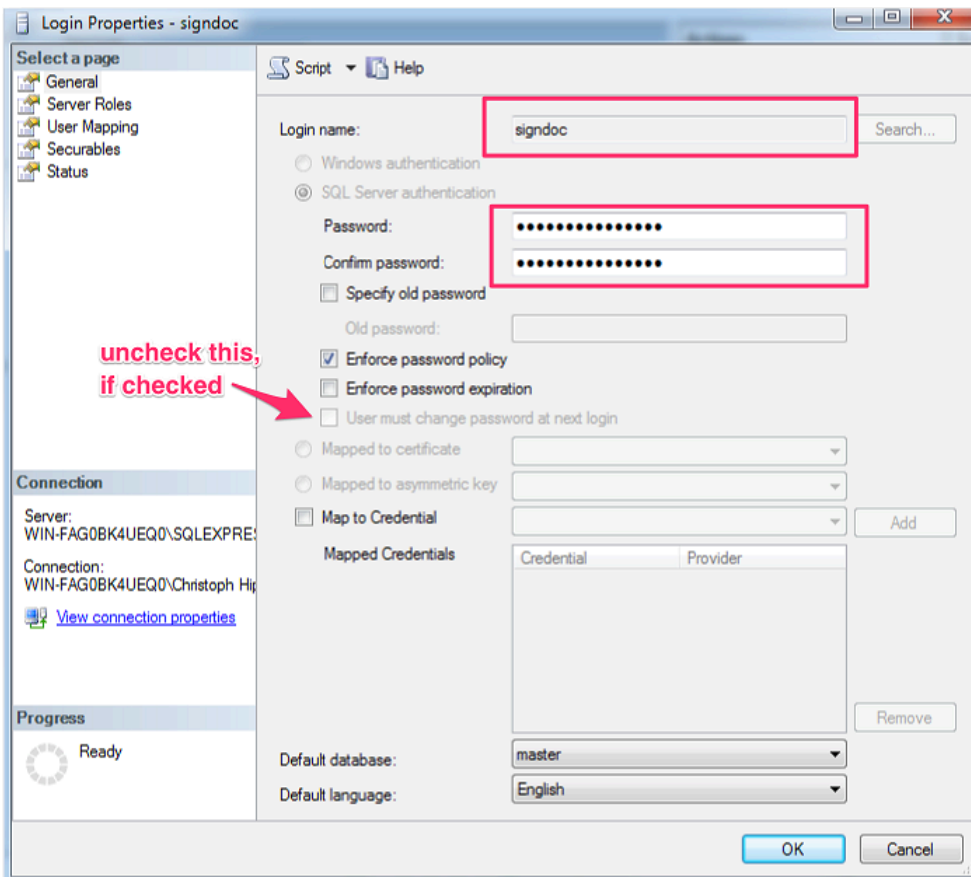 Login Properties - signdoc
Select a page
General
Server Roles
User Mapping
Securables
Status
Script
Help
Login name:
signdoc
Search...
Windows authentication
SQL Server authentication
Password:
●●●●●●●●●●●●●●●
Confirm password:
●●●●●●●●●●●●●●●
Specify old password
Old password:
uncheck this,
if checked
Enforce password policy
Enforce password expiration
User must change password at next login
Mapped to certificate
Mapped to asymmetric key
Map to Credential
Add
Mapped Credentials
Credential
Provider
Remove
Default database:
master
Default language:
English
Connection
Server:
WIN-FAG0BK4UEQ0\SQLEXPRE
Connection:
WIN-FAG0BK4UEQ0\Christoph Hip
View connection properties
Progress
Ready
OK
Cancel